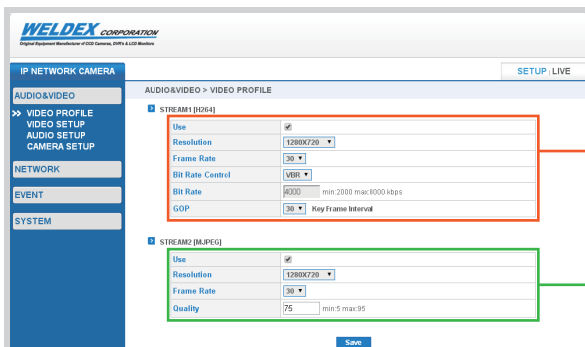 WELDEX CORPORATION
Original Equipment Manufacturer of CCD Cameras, DVR's & LCD Monitors
IP NETWORK CAMERA
SETUP | LIVE
AUDIO&VIDEO
AUDIO&VIDEO > VIDEO PROFILE
>> VIDEO PROFILE
VIDEO SETUP
AUDIO SETUP
CAMERA SETUP
NETWORK
EVENT
SYSTEM
STREAM1 [H264]
Use
Resolution 1280X720
Frame Rate 30
Bit Rate Control VBR
Bit Rate 4000 min:2000 max:8000 kbps
GOP 30 Key Frame Interval
STREAM2 [MJPEG]
Use
Resolution 1280X720
Frame Rate 30
Quality 75 min:5 max:95
Save